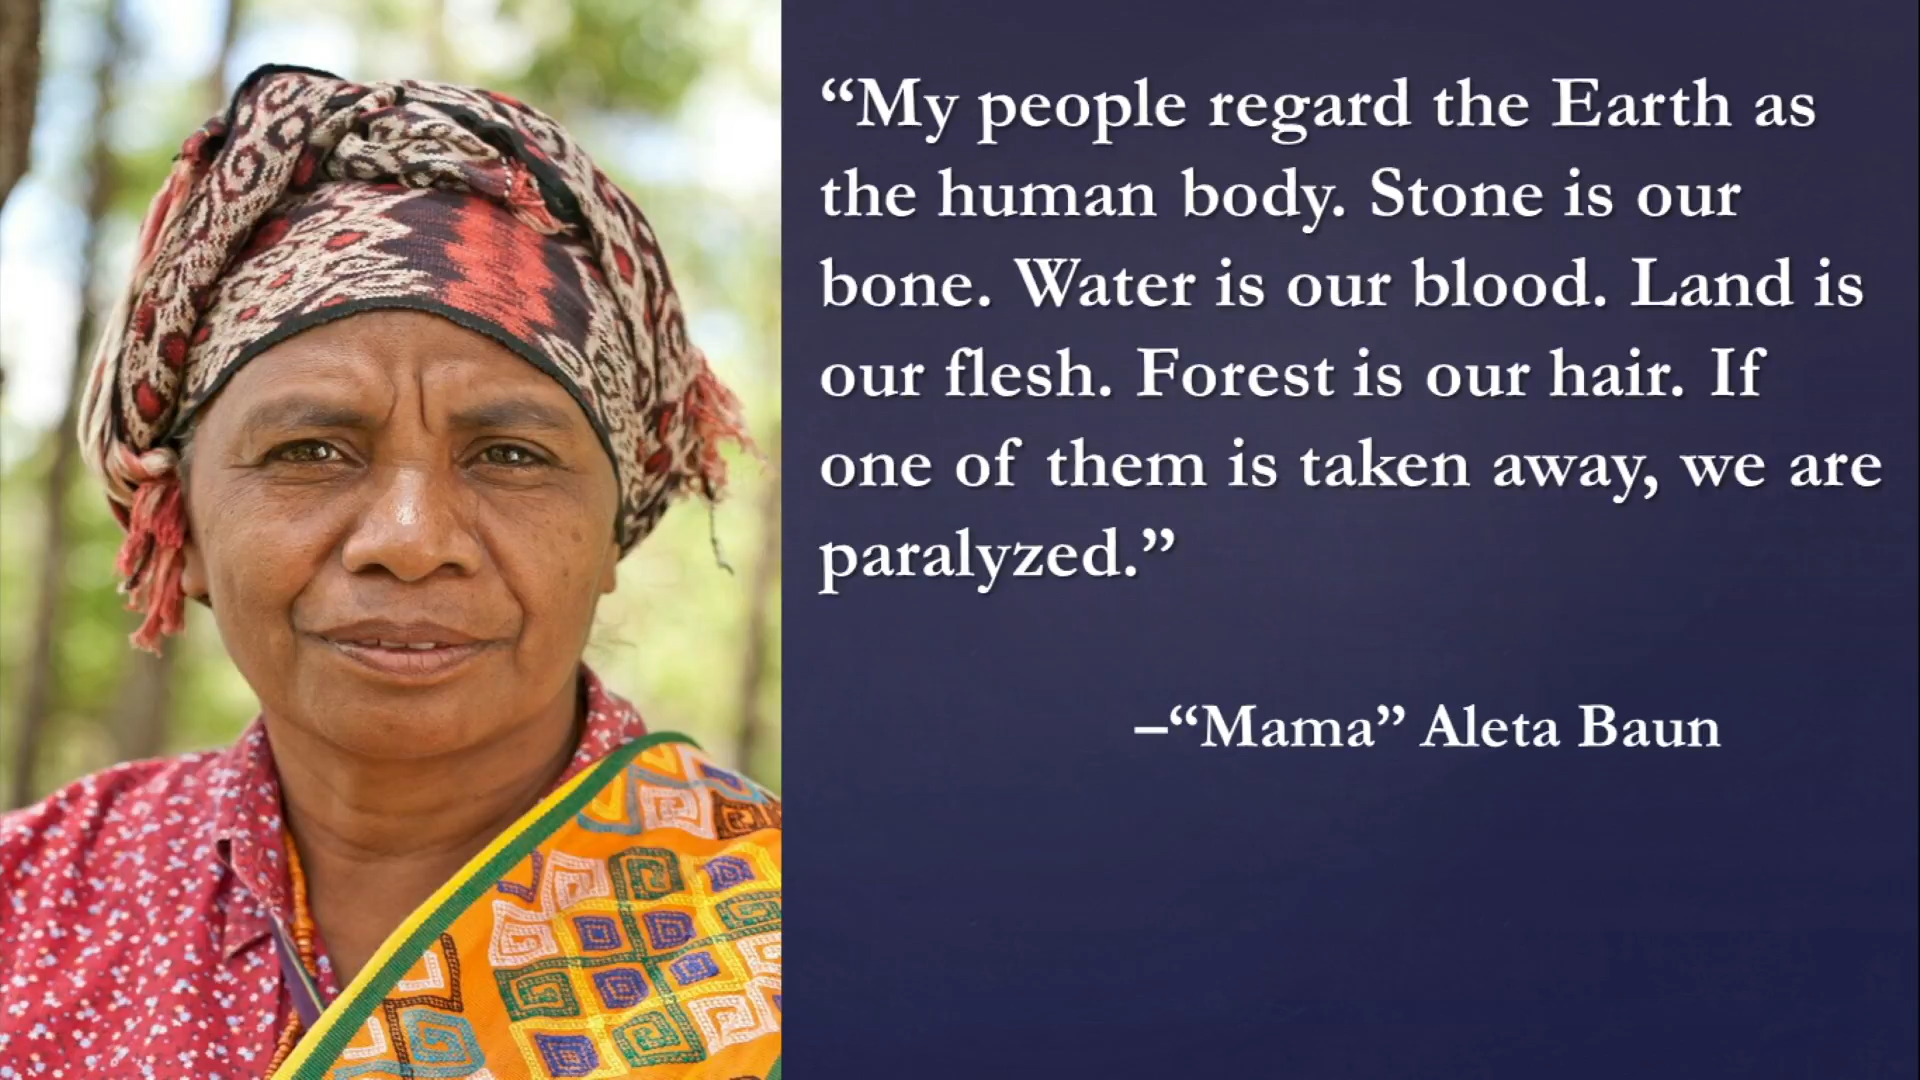 “My people regard the Earth as
the human body. Stone is our
bone. Water is our blood. Land is
our flesh. Forest is our hair. If
one of them is taken away, we are
paralyzed.”
–“Mama” Aleta Baun